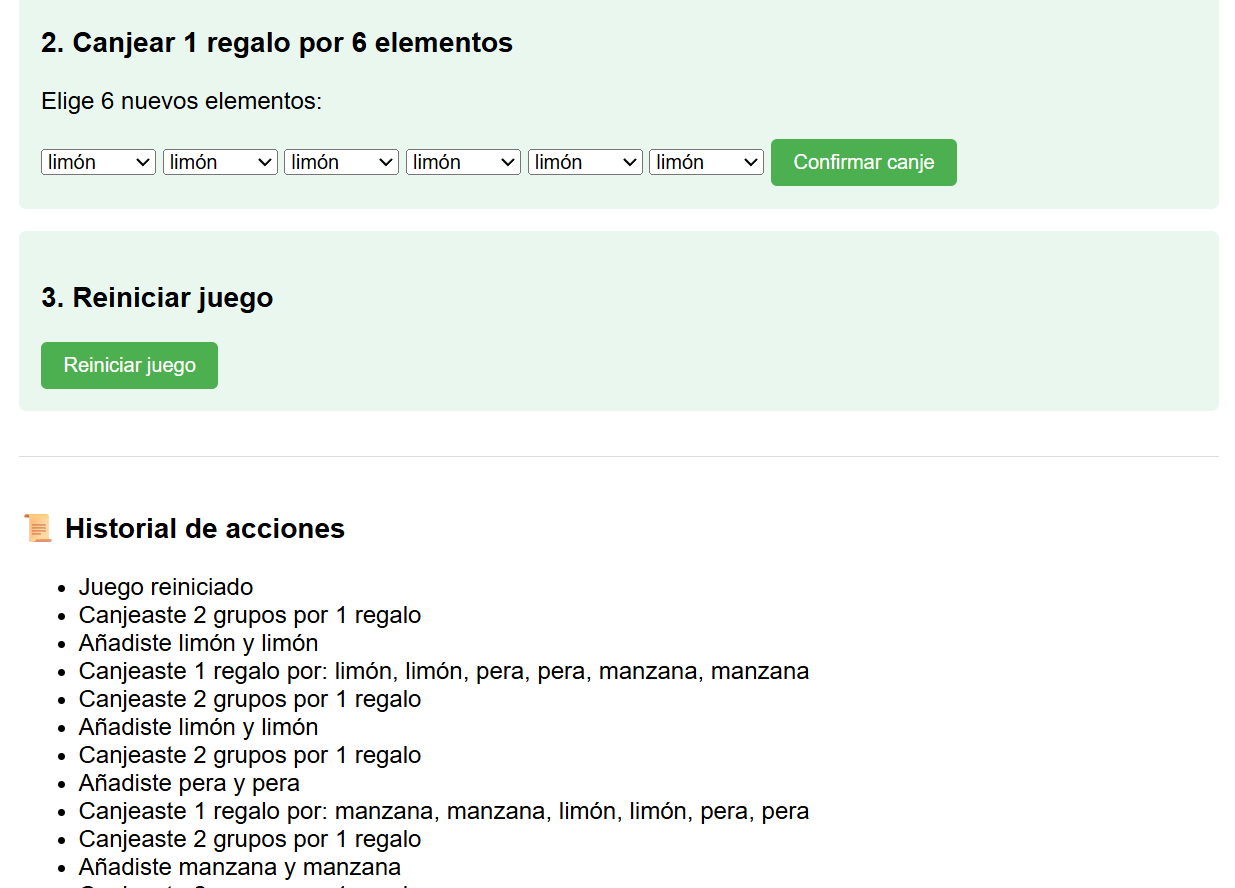 2. Canjear 1 regalo por 6 elementos
Elige 6 nuevos elementos:
limón limón limón limón limón limón Confirmar canje
3. Reiniciar juego
Reiniciar juego
Historial de acciones
Juego reiniciado
Canjeaste 2 grupos por 1 regalo
Añadiste limón y limón
Canjeaste 1 regalo por: limón, limón, pera, pera, manzana, manzana
Canjeaste 2 grupos por 1 regalo
Añadiste limón y limón
Canjeaste 2 grupos por 1 regalo
Añadiste pera y pera
Canjeaste 1 regalo por: manzana, manzana, limón, limón, pera, pera
Canjeaste 2 grupos por 1 regalo
Añadiste manzana y manzana